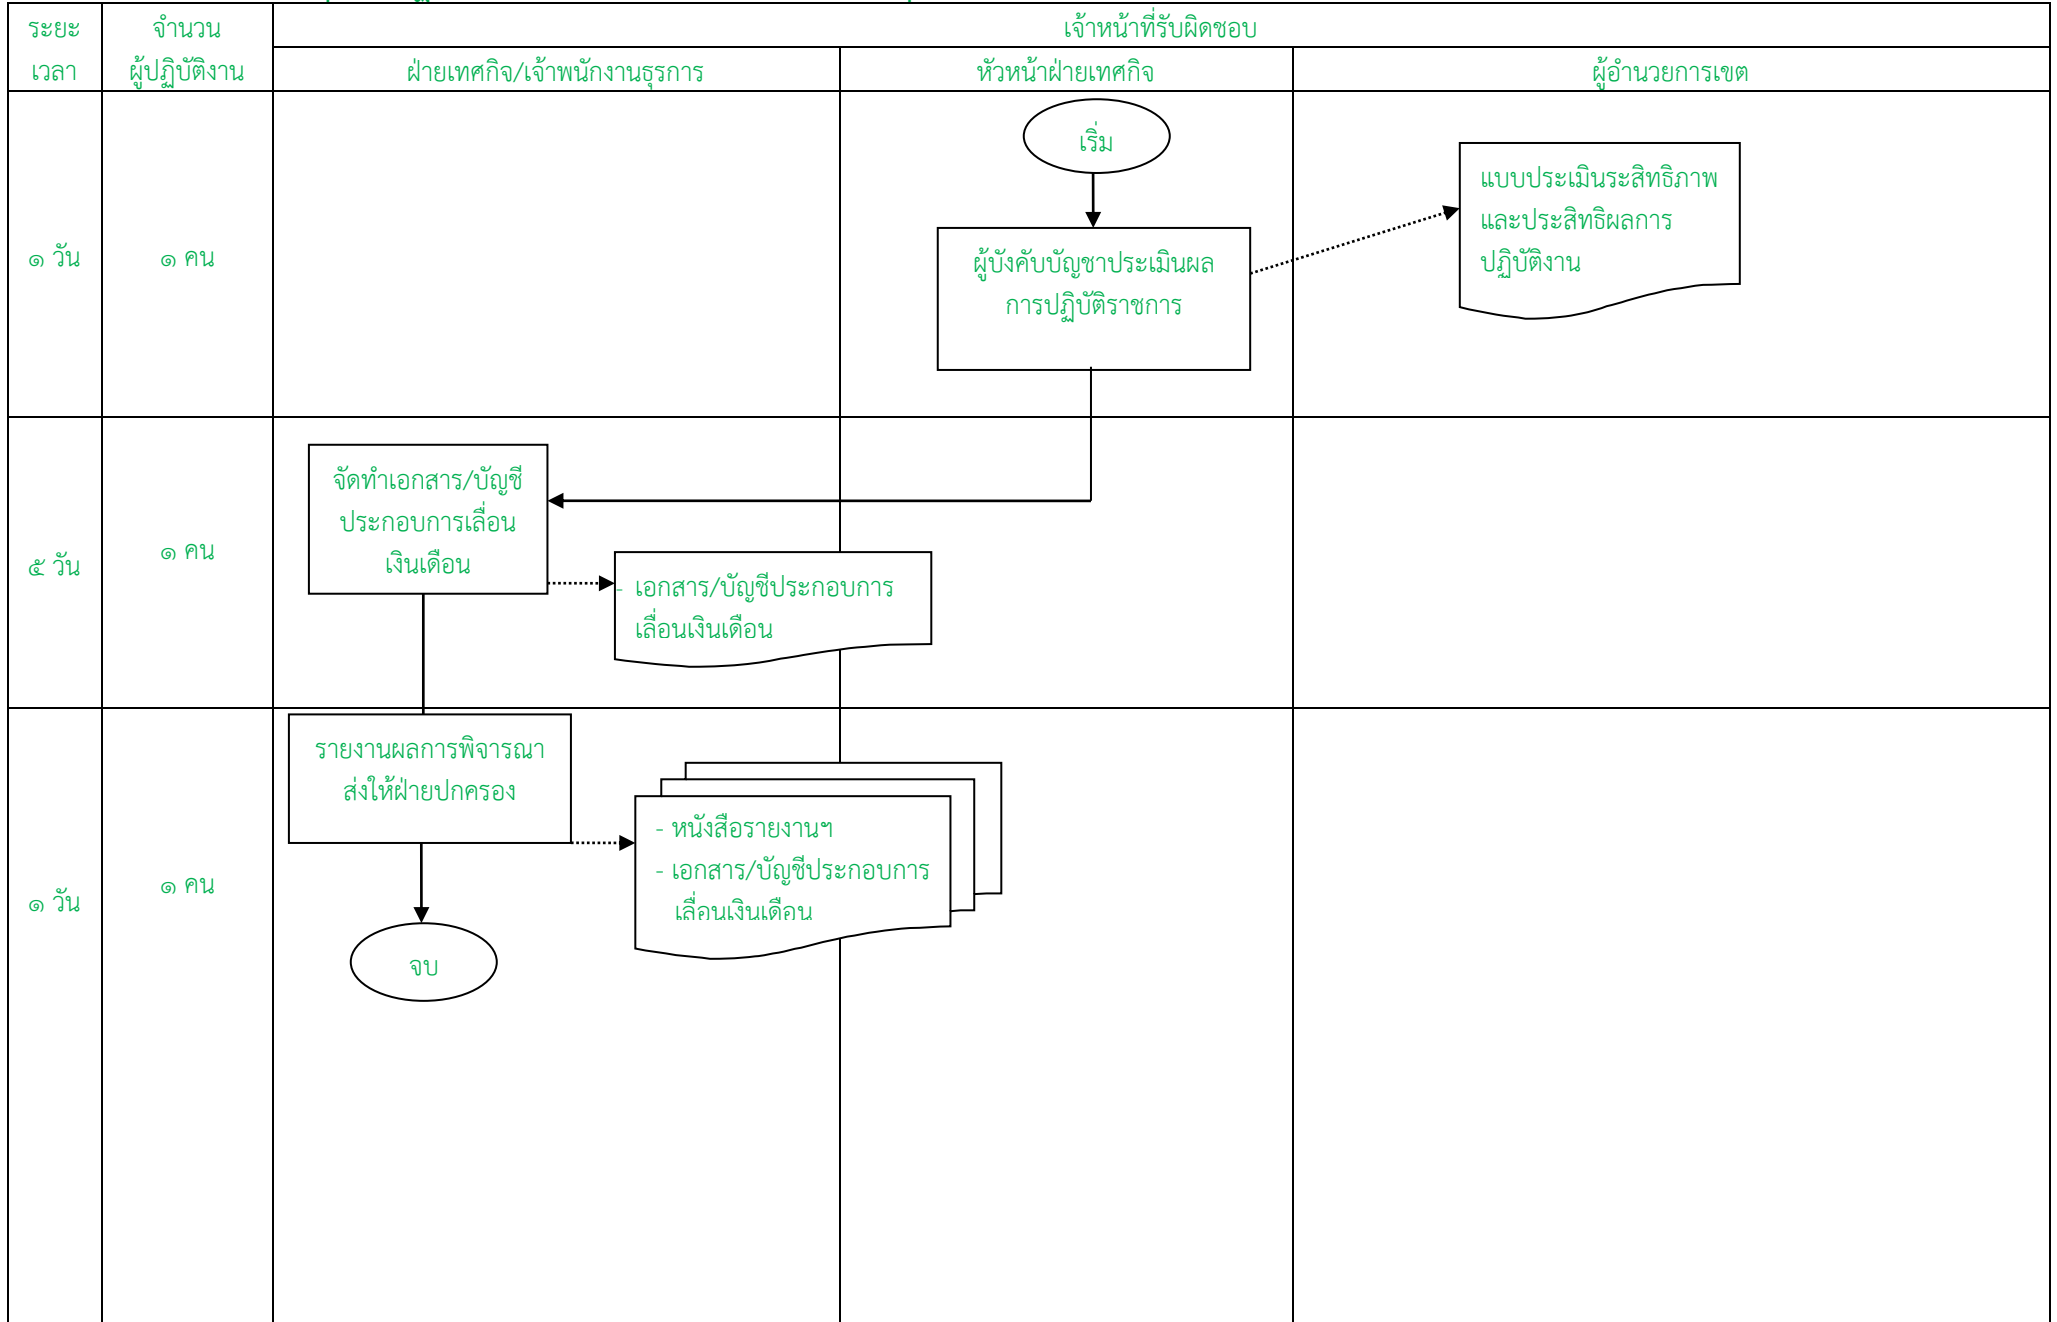 ระยะ
เวลา
จำนวน
ผู้ปฏิบัติงาน
เจ้าหน้าที่รับผิดชอบ
ฝ่ายเทศกิจ/เจ้าพนักงานธุรการ
หัวหน้าฝ่ายเทศกิจ
ผู้อำนวยการเขต
๑ วัน
๑ คน
เริ่ม
ผู้บังคับบัญชาประเมินผล
การปฏิบัติราชการ
แบบประเมินระสิทธิภาพ
และประสิทธิผลการ
ปฏิบัติงาน
๕ วัน
๑ คน
จัดทำเอกสาร/บัญชี
ประกอบการเลื่อน
เงินเดือน
- เอกสาร/บัญชีประกอบการ
เลื่อนเงินเดือน
๑ วัน
๑ คน
รายงานผลการพิจารณา
ส่งให้ฝ่ายปกครอง
- หนังสือรายงานฯ
- เอกสาร/บัญชีประกอบการ
เลื่อนเงินเดือน
จบ